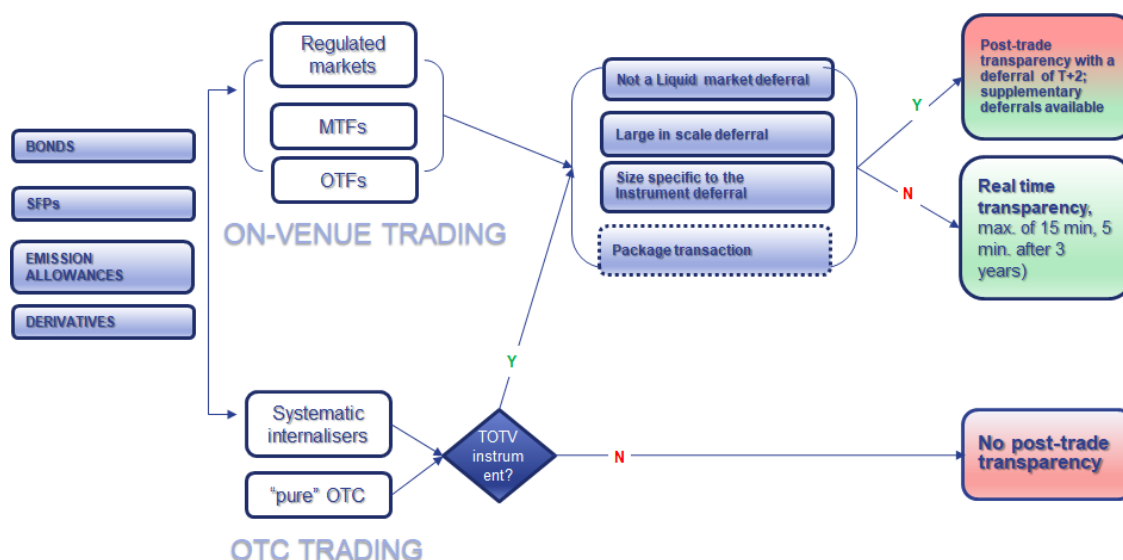 BONDS
SFPs
EMISSION
ALLOWANCES
DERIVATIVES
Regulated
markets
MTFs
OTFs
ON-VENUE TRADING
Systematic
internalisers
“pure” OTC
OTC TRADING
TOTV
instrum
ent?
Y
N
Not a Liquid market deferral
Large in scale deferral
Size specific to the
Instrument deferral
Package transaction
Y
N
Post-trade
transparency with a
deferral of T+2;
supplementary
deferrals available
Real time
transparency,
max. of 15 min, 5
min. after 3
years)
No post-trade
transparency